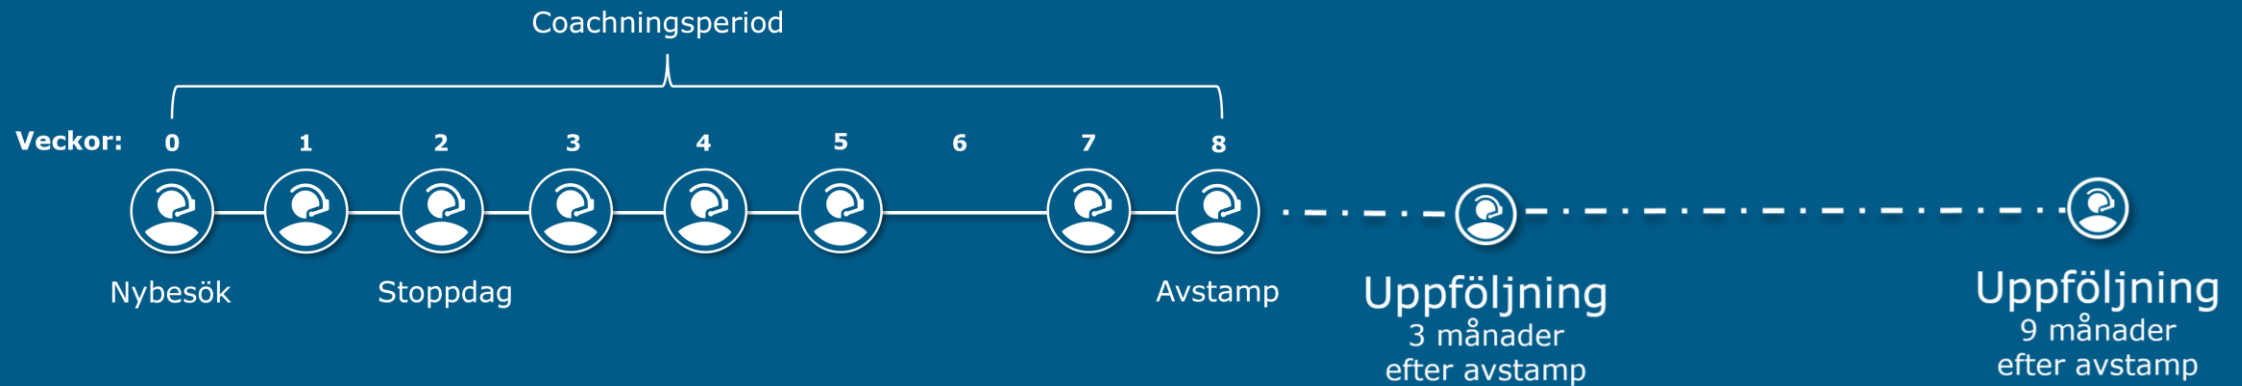 Coachningsperiod
Veckor: 0 1 2 3 4 5 6 7 8
Nybesök Stoppdag Avstamp
Uppföljning
3 månader
efter avstamp
Uppföljning
9 månader
efter avstamp